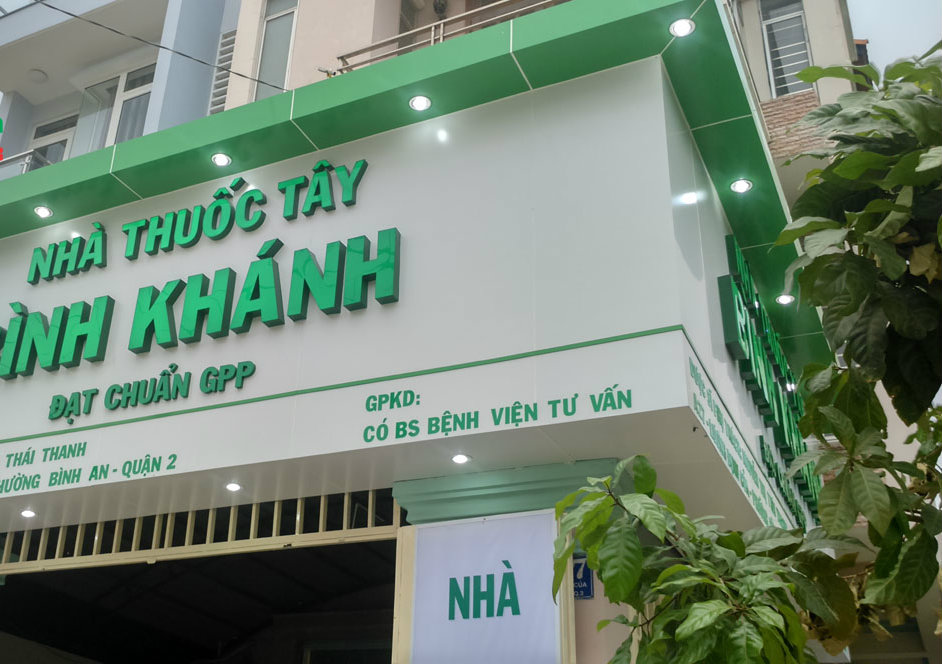 NHÀ THUỐC TÂY
ÌNH KHÁNH
ĐẠT CHUẨN GPP
THÁI THANH
HƯỜNG BÌNH AN - QUẬN 2
GPKD:
CÓ BS BỆNH VIỆN TƯ VẤN
NHÀ
7